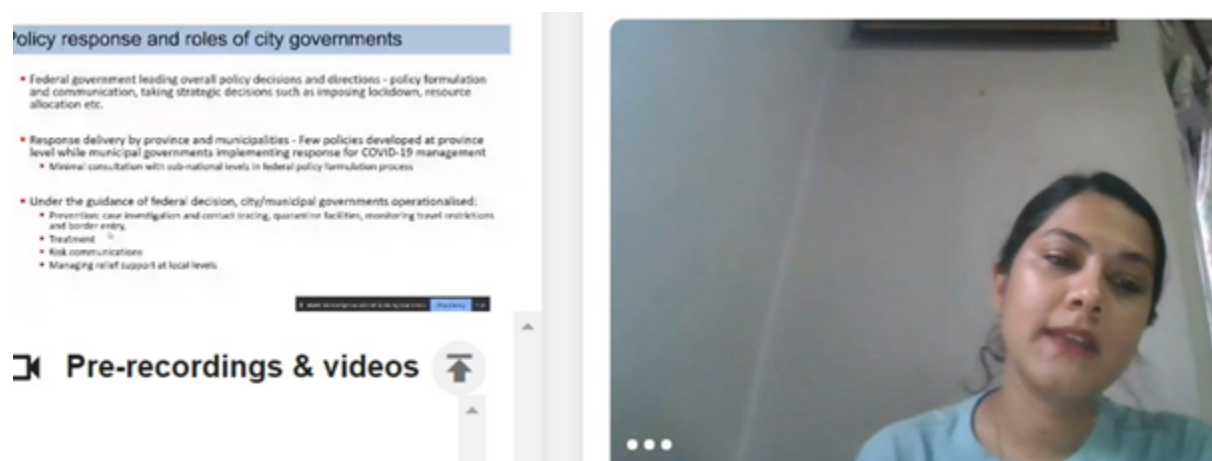 Policy response and roles of city governments
Federal government leading overall policy decisions and directions - policy formulation
and communication, taking strategic decisions such as imposing lockdown, resource
allocation etc.
Response delivery by province and municipalities - Few policies developed at province
level while municipal governments implementing response for COVID-19 management
Minimal consultation with sub-national levels in federal policy formulation process
Under the guidance of federal decision, city/municipal governments operationalised:
Prevention: case investigation and contact tracing, quarantine facilities, monitoring travel restrictions
and border entry,
Treatment
Risk communications
Managing relief support at local levels
Pre-recordings & videos